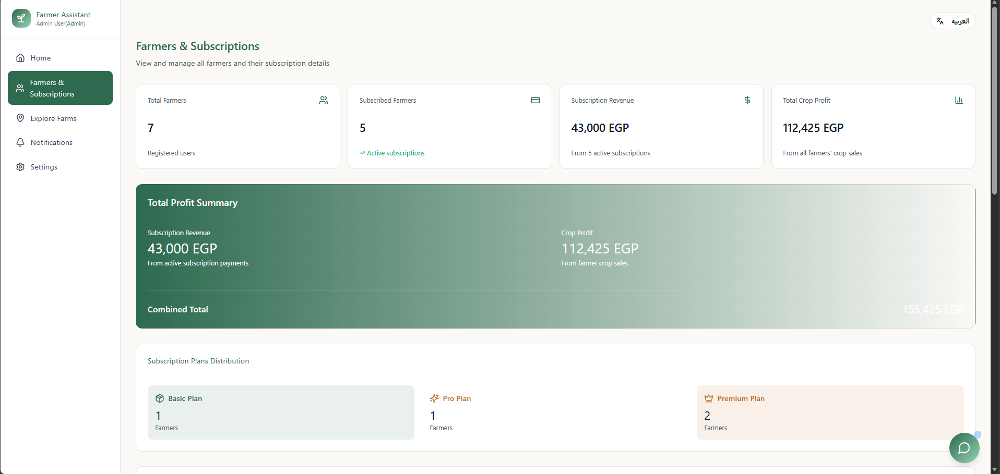 Farmer Assistant
Admin User(Admin)
العربية
Home
Farmers &
Subscriptions
Explore Farms
Notifications
Settings
Farmers & Subscriptions
View and manage all farmers and their subscription details
Total Farmers
7
Registered users
Subscribed Farmers
5
Active subscriptions
Subscription Revenue
43,000 EGP
From 5 active subscriptions
Total Crop Profit
112,425 EGP
From all farmers' crop sales
Total Profit Summary
Subscription Revenue
43,000 EGP
From active subscription payments
Crop Profit
112,425 EGP
From farmer crop sales
Combined Total
155,425 EGP
Subscription Plans Distribution
Basic Plan
1
Farmers
Pro Plan
1
Farmers
Premium Plan
2
Farmers